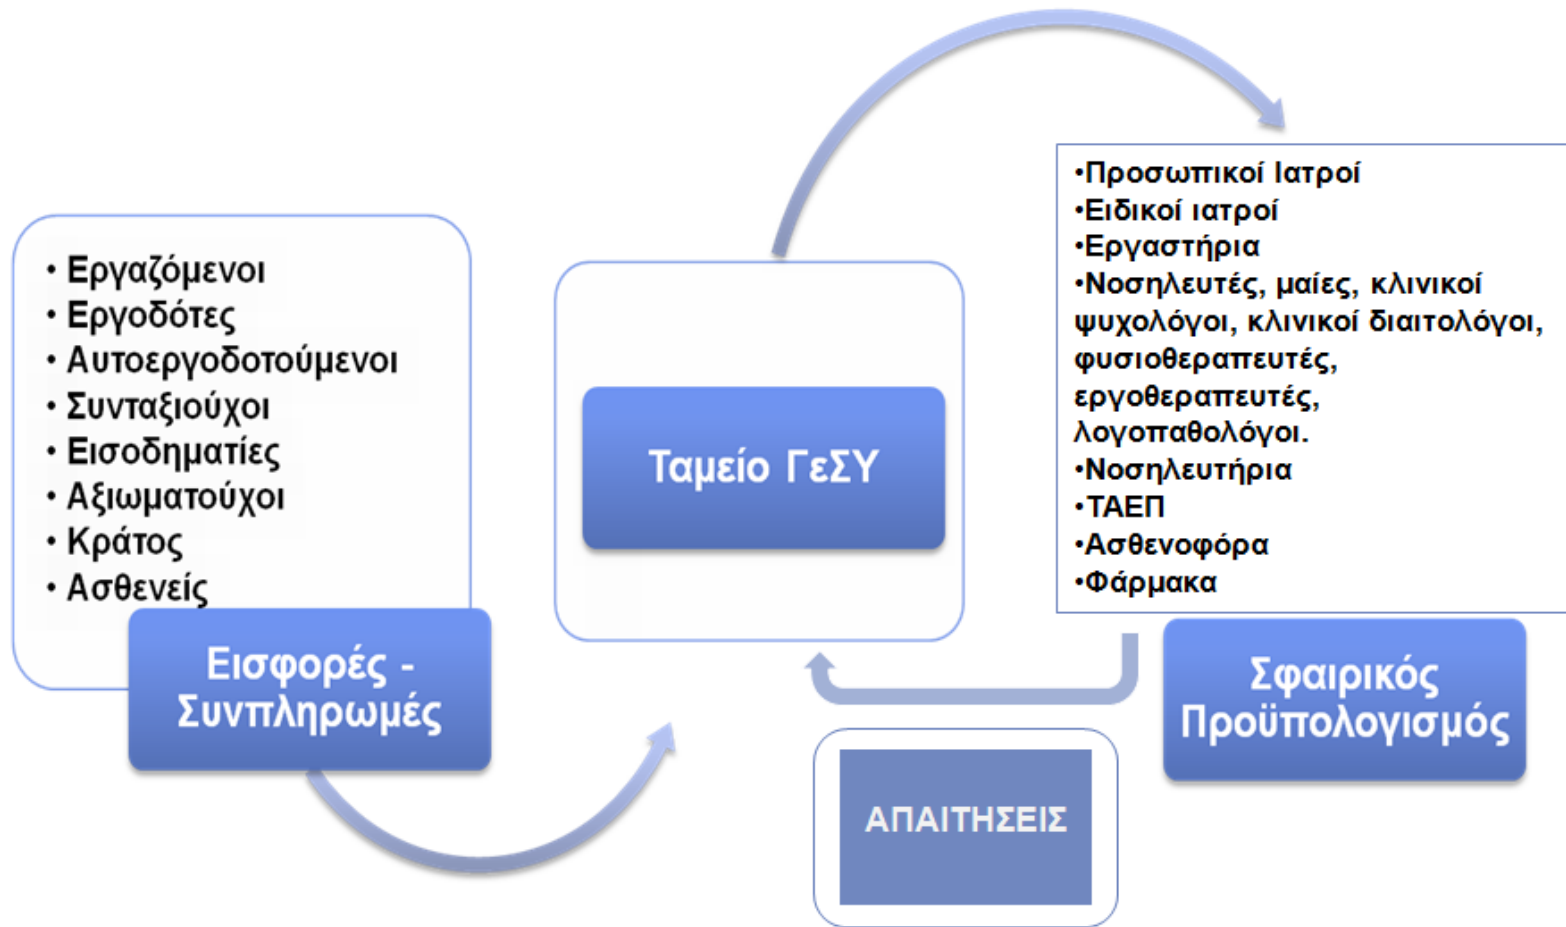 • Εργαζόμενοι
• Εργοδότες
• Αυτοεργοδοτούμενοι
• Συνταξιούχοι
• Εισοδηματίες
• Αξιωματούχοι
• Κράτος
• Ασθενείς
Εισφορές -
Συνπληρωμές
Ταμείο ΓεΣΥ
•Προσωπικοί Ιατροί
•Ειδικοί ιατροί
•Εργαστήρια
•Νοσηλευτές, μαίες, κλινικοί
ψυχολόγοι, κλινικοί διαιτολόγοι,
φυσιοθεραπευτές,
εργοθεραπευτές,
λογοπαθολόγοι.
•Νοσηλευτήρια
•ΤΑΕΠ
•Ασθενοφόρα
•Φάρμακα
Σφαιρικός
Προϋπολογισμός
ΑΠΑΙΤΗΣΕΙΣ